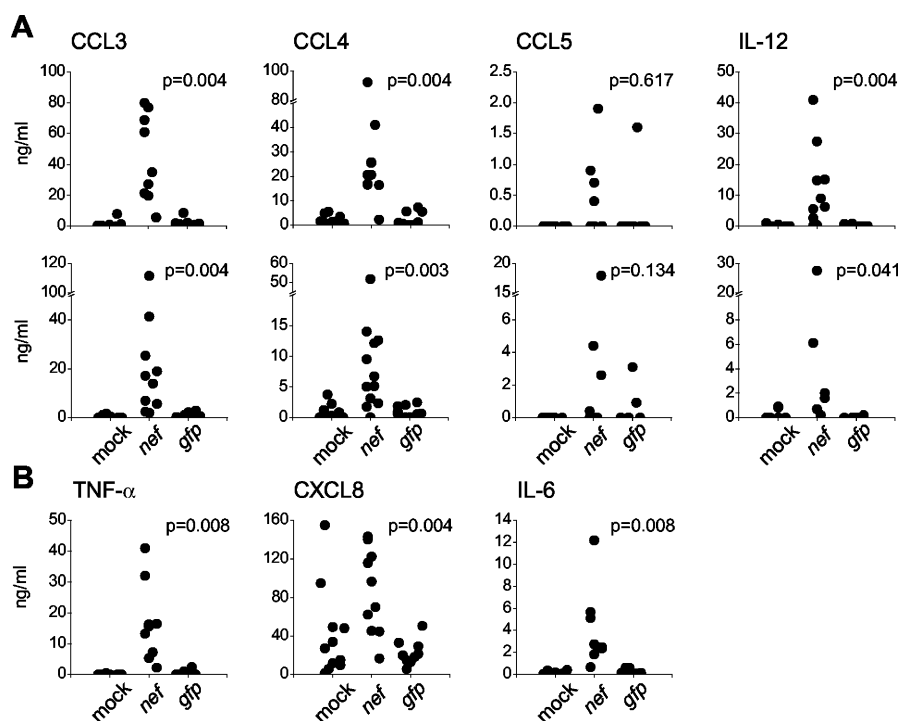 A
CCL3 CCL4 CCL5 IL-12
p=0.004 p=0.004 p=0.617 p=0.004
ng/ml
100 80 60 40 20 0
100 80 40 30 20 10 0
2.5 2.0 1.5 1.0 0.5 0.0
50 40 30 20 10 0
p=0.004 p=0.003 p=0.134 p=0.041
ng/ml
120 100 40 20 0
60 50 15 10 5 0
20 15 4 2 0
30 20 6 4 2 0
mock nef gfp mock nef gfp mock nef gfp mock nef gfp
B
TNF-α CXCL8 IL-6
p=0.008 p=0.004 p=0.008
ng/ml
50 40 30 20 10 0
160 120 80 40 0
14 12 10 8 6 4 2 0
mock nef gfp mock nef gfp mock nef gfp